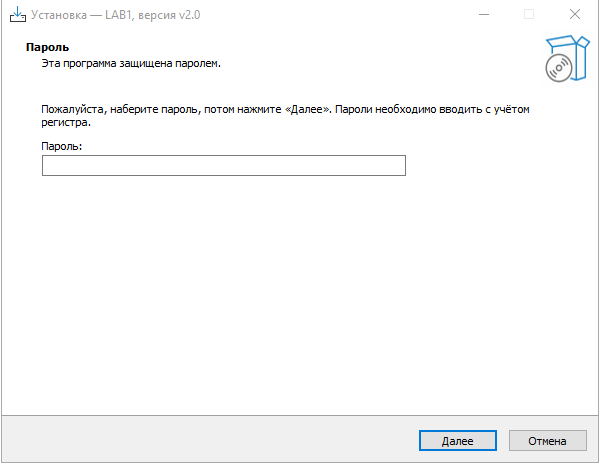 Установка — LAB1, версия v2.0
Пароль
Эта программа защищена паролем.
Пожалуйста, наберите пароль, потом нажмите «Далее». Пароли необходимо вводить с учётом
регистра.
Пароль:
Далее
Отмена